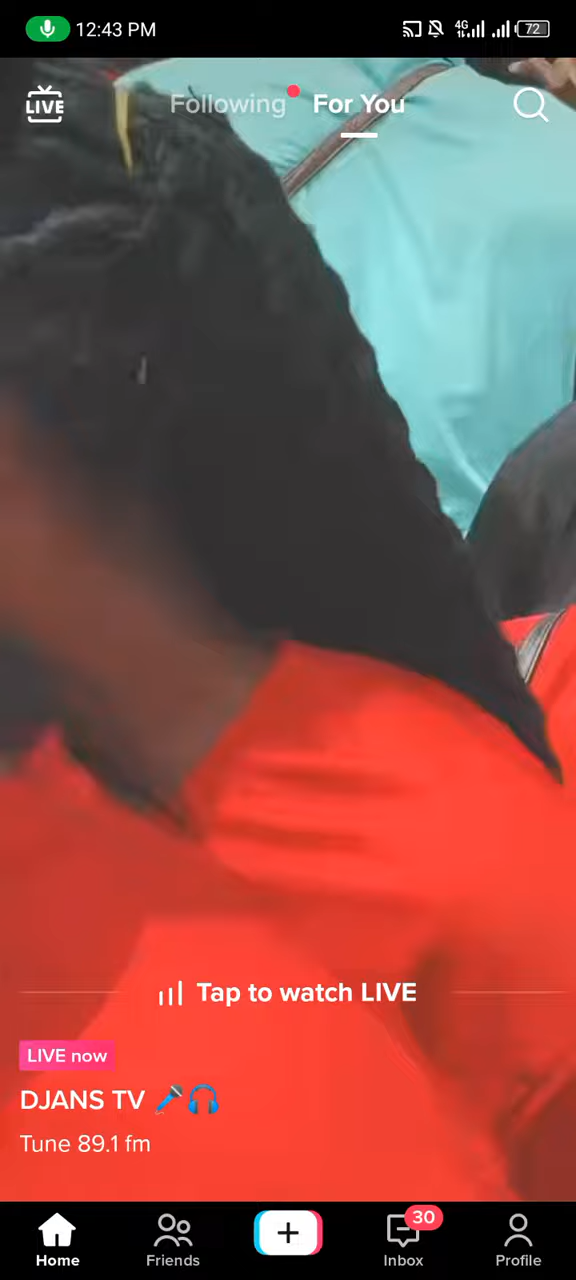 12:43 PM
4G
72
LIVE
Following
For You
Tap to watch LIVE
LIVE now
DJANS TV 🎤🎧
Tune 89.1 fm
30
Home
Friends
Inbox
Profile